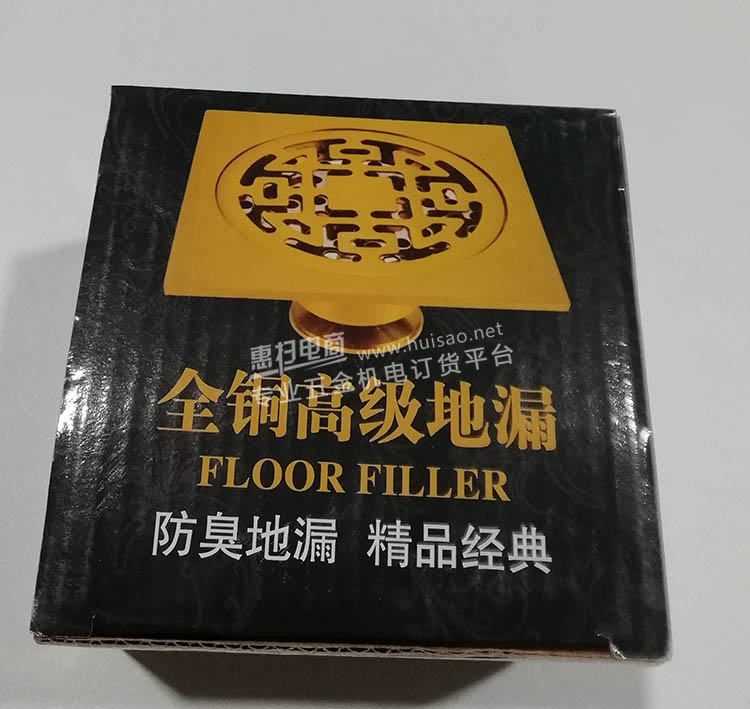 惠扫电商 www.huisao.net
专业五金机电订货平台
全铜高级地漏
FLOOR FILLER
防臭地漏 精品经典